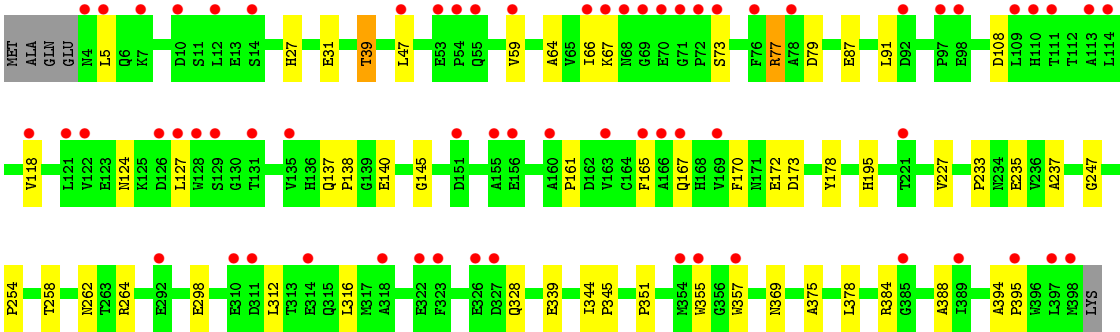 MET ALA GLN GLU N4 L5 Q6 K7 D10 S11 L12 E13 S14 H27 E31 T39 L47 E53 P54 Q55 V59 A64 V65 I66 K67 N68 G69 E70 G71 P72 S73 F76 R77 A78 D79 E87 L91 D92 P97 E98 D108 L109 H110 T111 T112 A113 L114
V118 L121 V122 E123 N124 K125 D126 L127 W128 S129 G130 T131 V135 H136 Q137 P138 G139 E140 G145 D151 A155 E156 A160 P161 D162 V163 C164 F165 A166 Q167 H168 V169 F170 N171 E172 D173 Y178 H195 T221 V227 P233 N234 E235 V236 A237 G247
P254 T258 N262 T263 R264 E292 E298 E310 D311 L312 T313 E314 Q315 L316 M317 A318 E322 F323 E326 D327 Q328 E339 I344 P345 P351 M354 W355 G356 W357 N369 A375 L378 R384 G385 A388 I389 A394 P395 W396 L397 M398 LYS